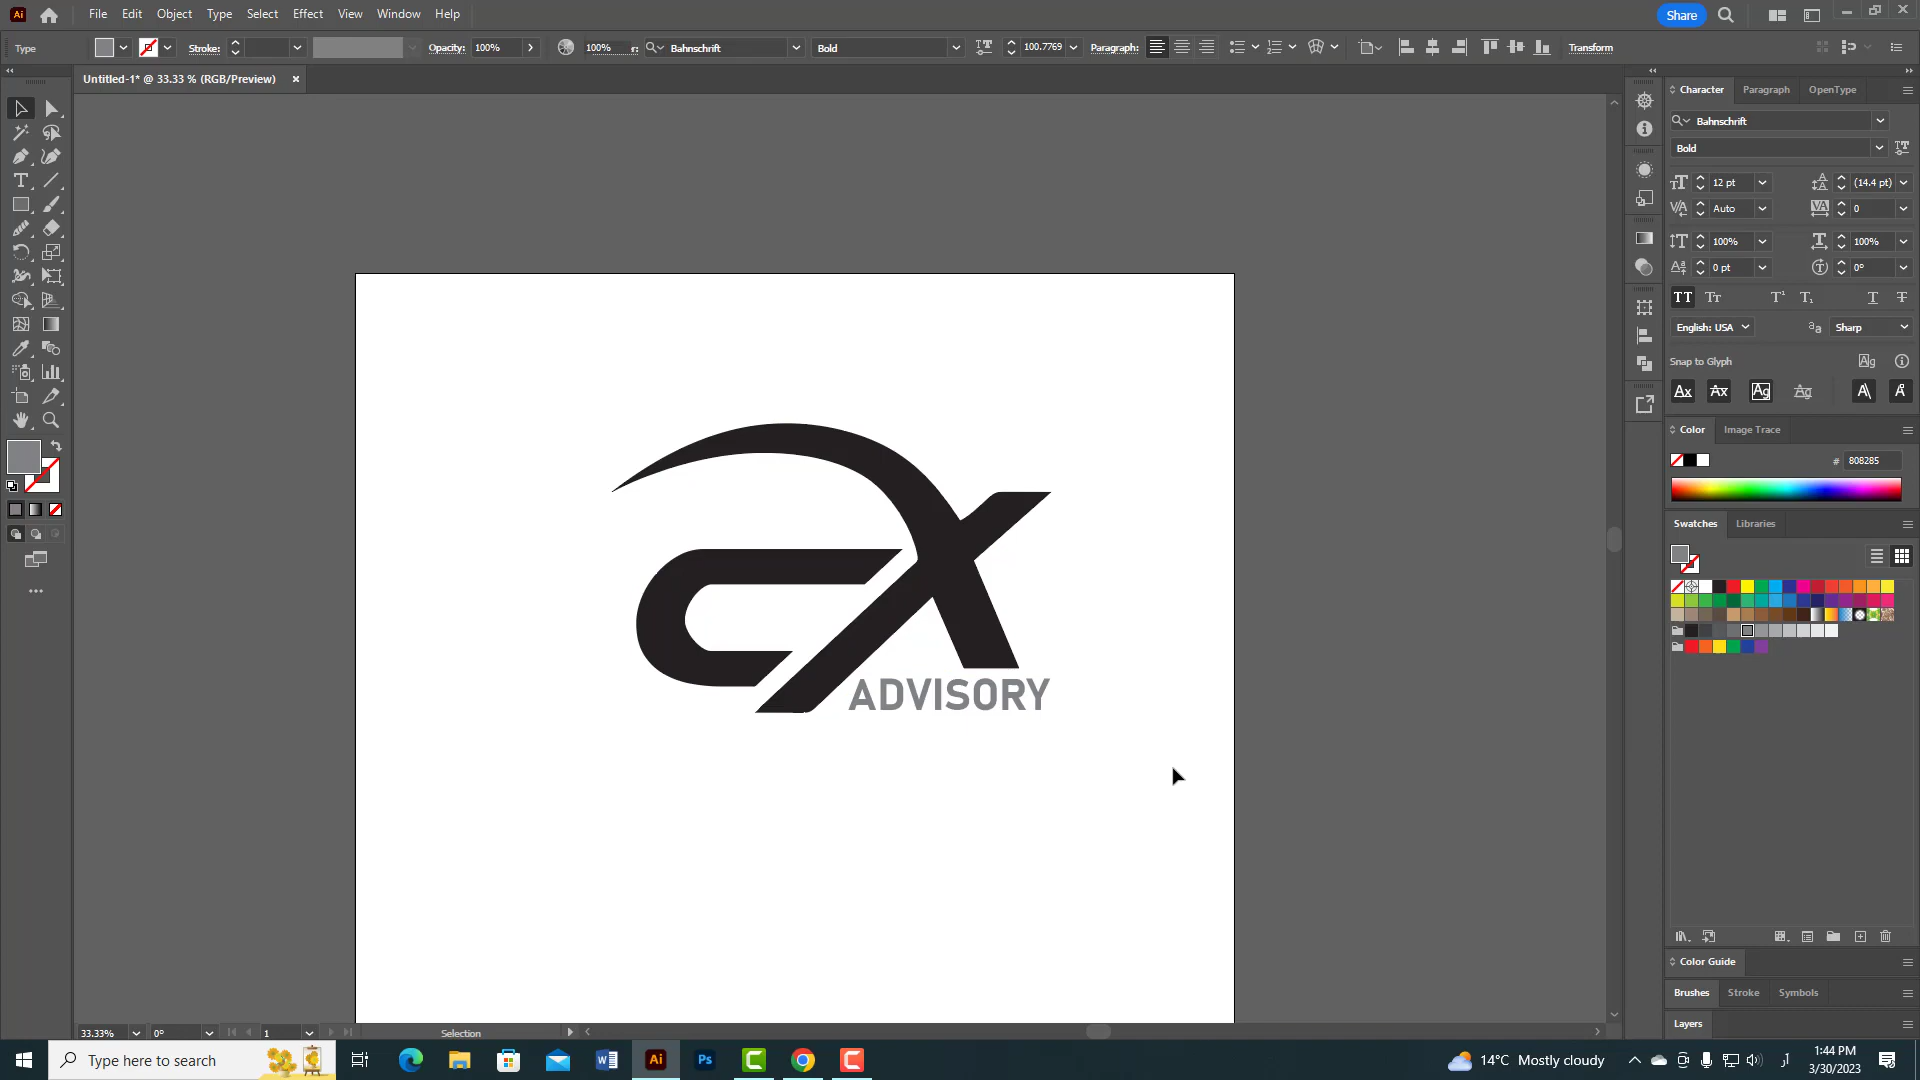 Ai File Edit Object Type Select Effect View Window Help Share
Type Stroke: Opacity: 100% 100% Bahnschrift Bold 100.7769 Paragraph: Transform
Untitled-1* @ 33.33 % (RGB/Preview)
Character Paragraph OpenType
Bahnschrift
Bold
12 pt (14.4 pt)
Auto 0
100% 100%
0 pt 0°
English: USA Sharp
Snap to Glyph
Color Image Trace
# 808285
Swatches Libraries
CX
ADVISORY
Color Guide
Brushes Stroke Symbols
Layers
33.33% 0° 1 Selection
Type here to search
Ai Ps
14°C Mostly cloudy
1:44 PM
3/30/2023